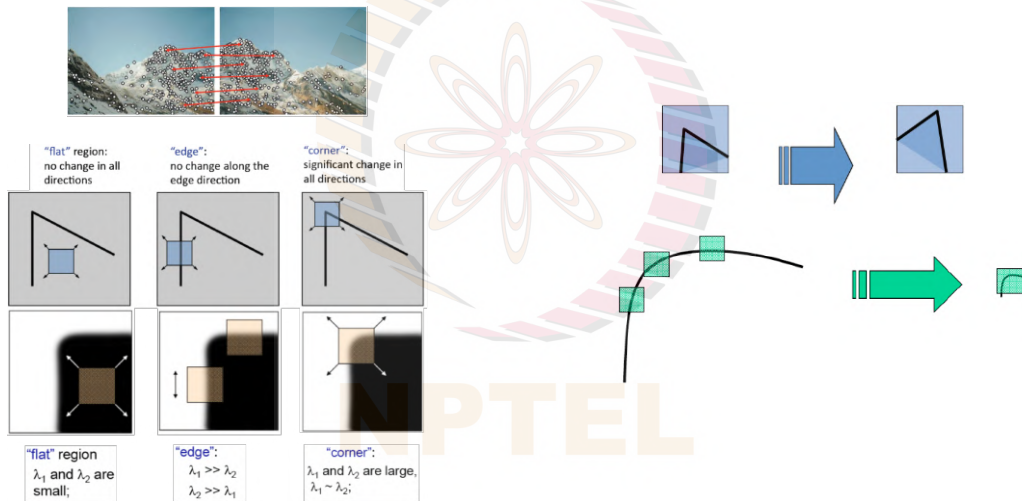 "flat" region:
no change in all
directions
"edge":
no change along the
edge direction
"corner":
significant change in
all directions
"flat" region
λ₁ and λ₂ are
small;
"edge":
λ₁ >> λ₂
λ₂ >> λ₁
"corner":
λ₁ and λ₂ are large,
λ₁ ~ λ₂;
NPTEL